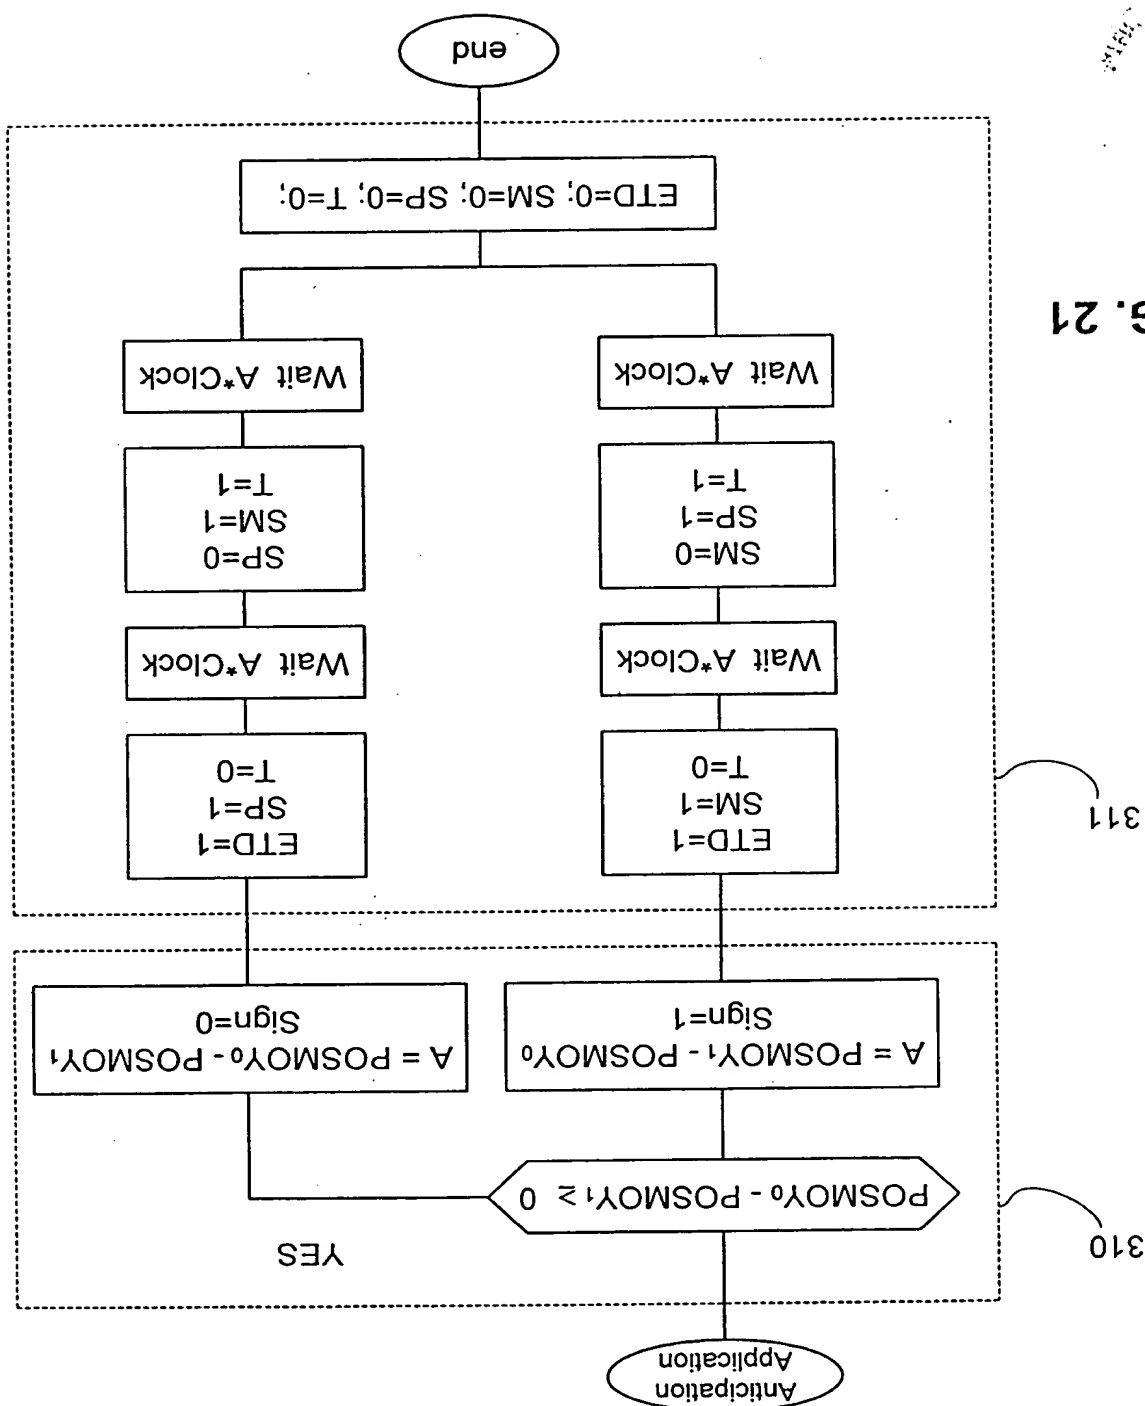 Anticipation
Application
310
POSMOY₀ - POSMOY₁ ≥ 0
YES
A = POSMOY₁ - POSMOY₀
Sign=1
A = POSMOY₀ - POSMOY₁
Sign=0
311
ETD=1
SM=1
T=0
Wait A*Clock
SM=0
SP=1
T=1
Wait A*Clock
ETD=1
SP=1
T=0
Wait A*Clock
SP=0
SM=1
T=1
Wait A*Clock
ETD=0; SM=0; SP=0; T=0;
end
. 21